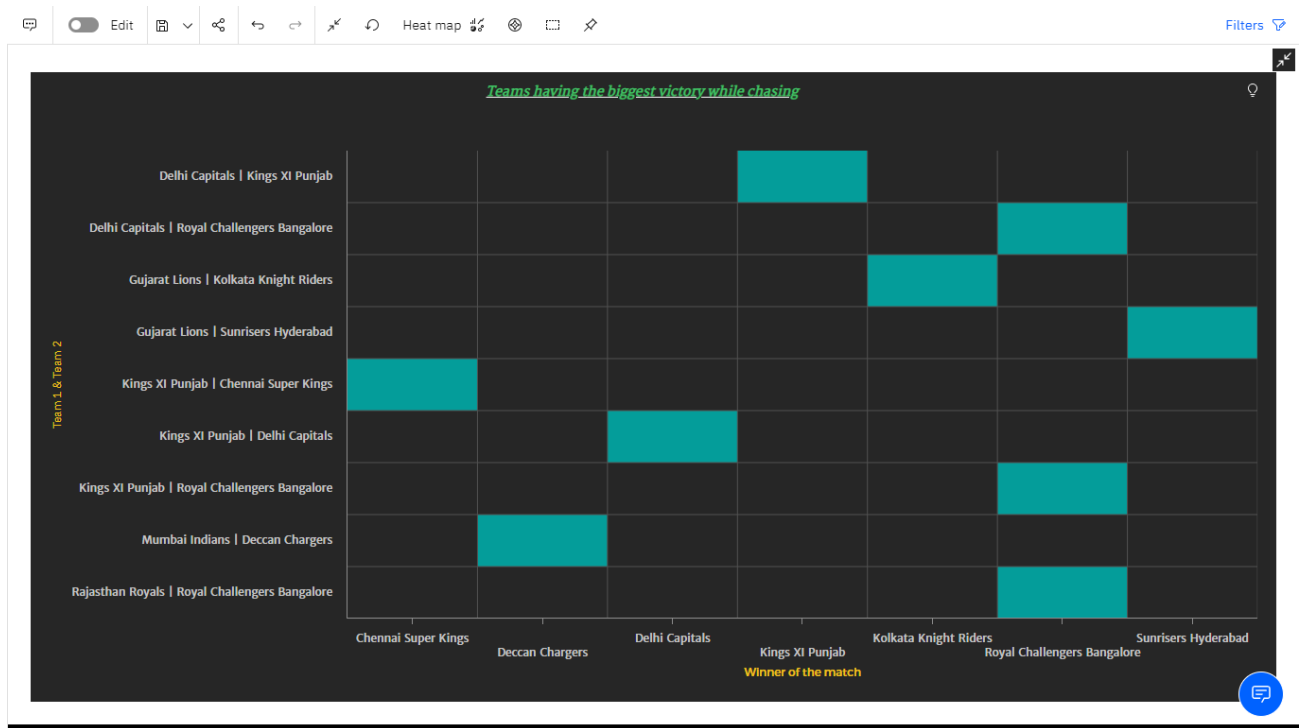 Edit
Heat map
Filters
Teams having the biggest victory while chasing
Team 1 & Team 2
Delhi Capitals | Kings XI Punjab
Delhi Capitals | Royal Challengers Bangalore
Gujarat Lions | Kolkata Knight Riders
Gujarat Lions | Sunrisers Hyderabad
Kings XI Punjab | Chennai Super Kings
Kings XI Punjab | Delhi Capitals
Kings XI Punjab | Royal Challengers Bangalore
Mumbai Indians | Deccan Chargers
Rajasthan Royals | Royal Challengers Bangalore
Chennai Super Kings
Deccan Chargers
Delhi Capitals
Kings XI Punjab
Kolkata Knight Riders
Royal Challengers Bangalore
Sunrisers Hyderabad
Winner of the match